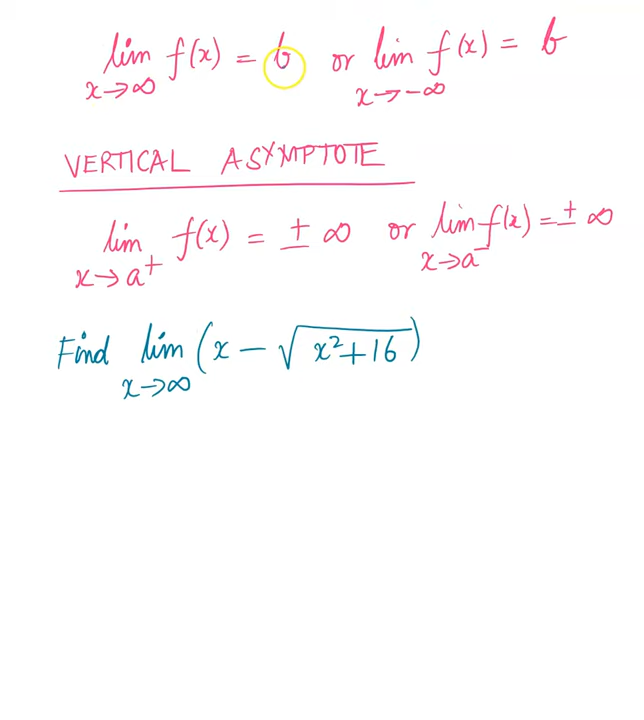 lim x→∞ f(x) = b or lim x→-∞ f(x) = b
VERTICAL ASYMPTOTE
lim x→a⁺ f(x) = ± ∞ or lim x→a⁻ f(x) = ± ∞
Find lim x→∞ (x - √(x²+16))